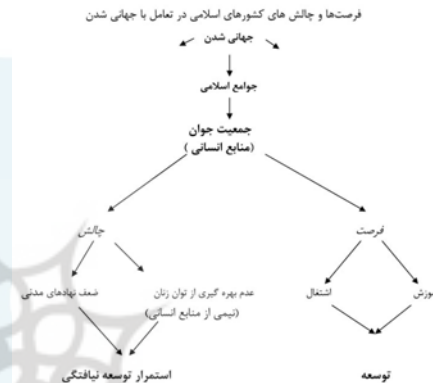 فرصت‌ها و چالش های کشورهای اسلامی در تعامل با جهانی شدن
جهانی شدن
جوامع اسلامی
جمعیت جوان
(منابع انسانی )
فرصت
چالش
اشتغال
عدم بهره گیری از توان زنان
(نیمی از منابع انسانی)
ضعف نهادهای مدنی
توسعه
استمرار توسعه نیافتگی